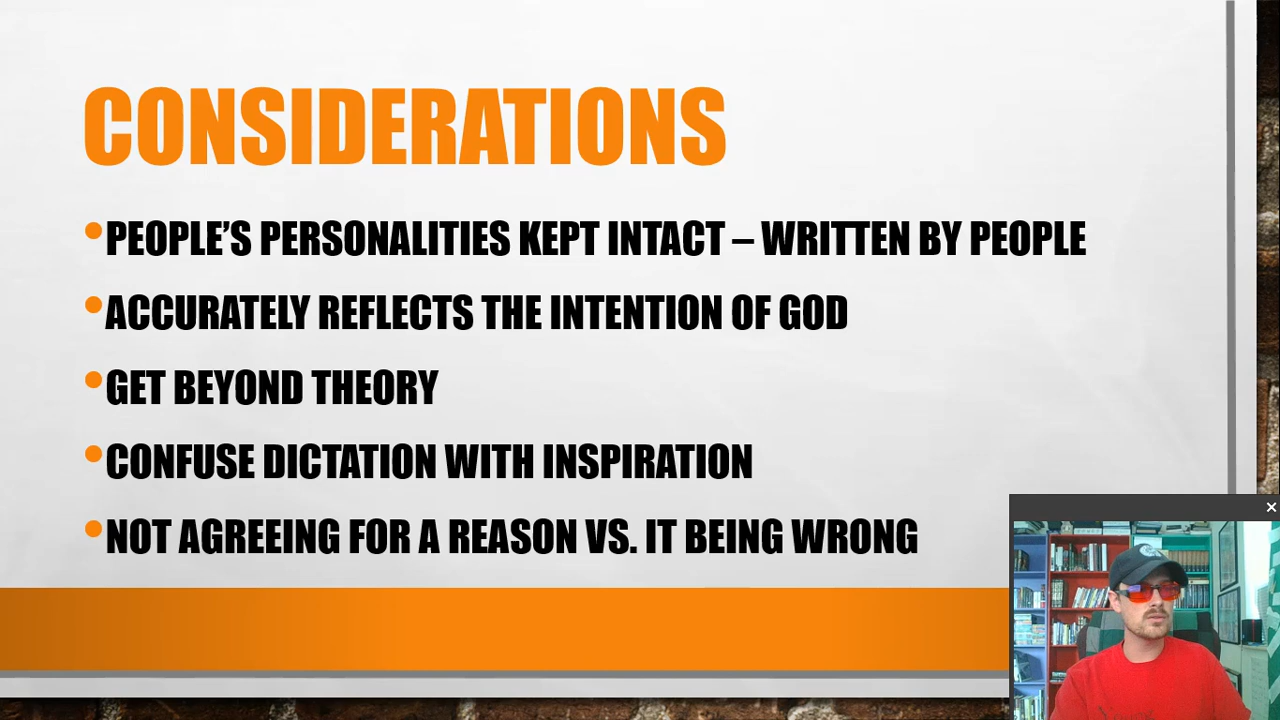 CONSIDERATIONS
•PEOPLE’S PERSONALITIES KEPT INTACT – WRITTEN BY PEOPLE
•ACCURATELY REFLECTS THE INTENTION OF GOD
•GET BEYOND THEORY
•CONFUSE DICTATION WITH INSPIRATION
•NOT AGREEING FOR A REASON VS. IT BEING WRONG